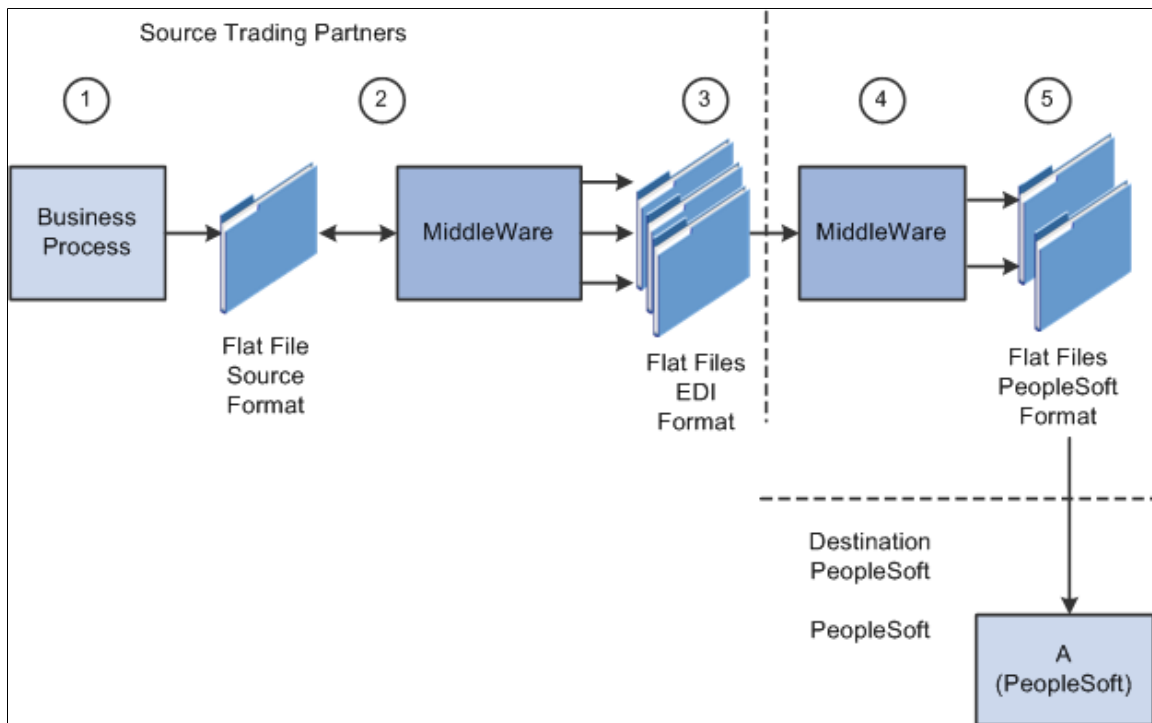 Source Trading Partners
1
2
3
4
5
Business
Process
MiddleWare
MiddleWare
Flat File
Source
Format
Flat Files
EDI
Format
Flat Files
PeopleSoft
Format
Destination
PeopleSoft
PeopleSoft
A
(PeopleSoft)